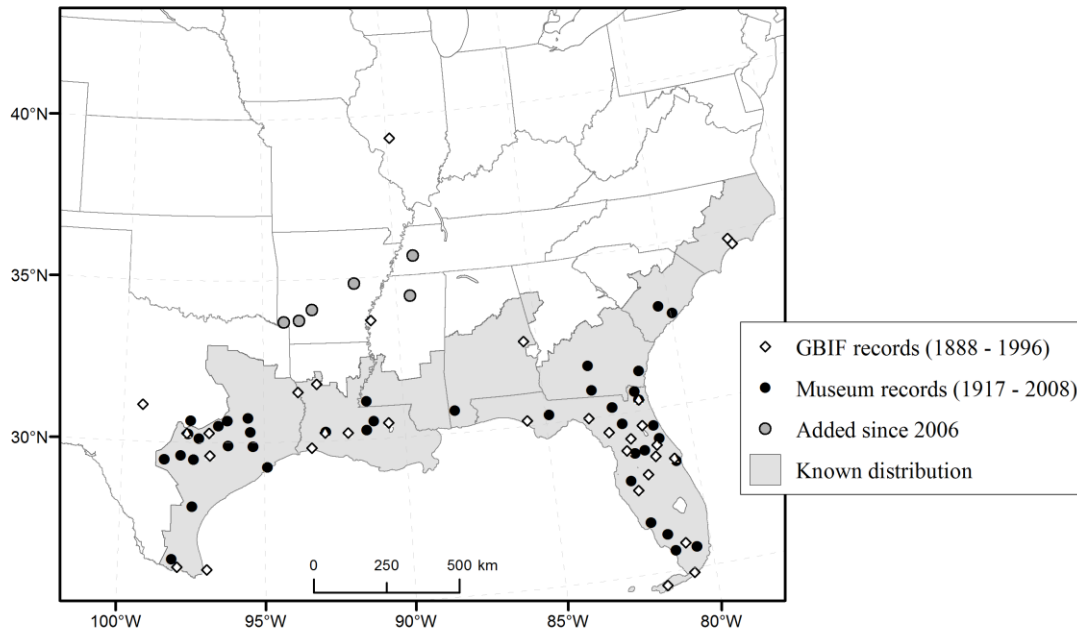 40°N
35°N
30°N
100°W
95°W
90°W
85°W
80°W
0 250 500 km
GBIF records (1888 - 1996)
Museum records (1917 - 2008)
Added since 2006
Known distribution